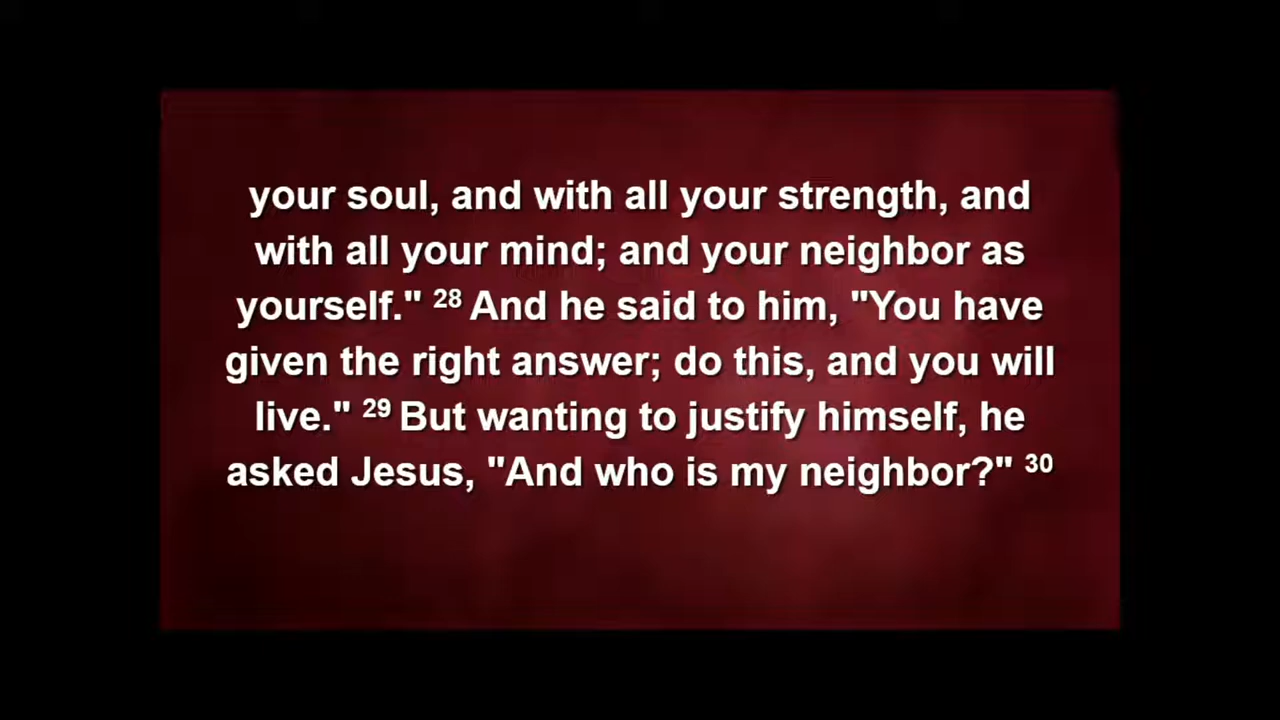 your soul, and with all your strength, and
with all your mind; and your neighbor as
yourself." 28 And he said to him, "You have
given the right answer; do this, and you will
live." 29 But wanting to justify himself, he
asked Jesus, "And who is my neighbor?" 30